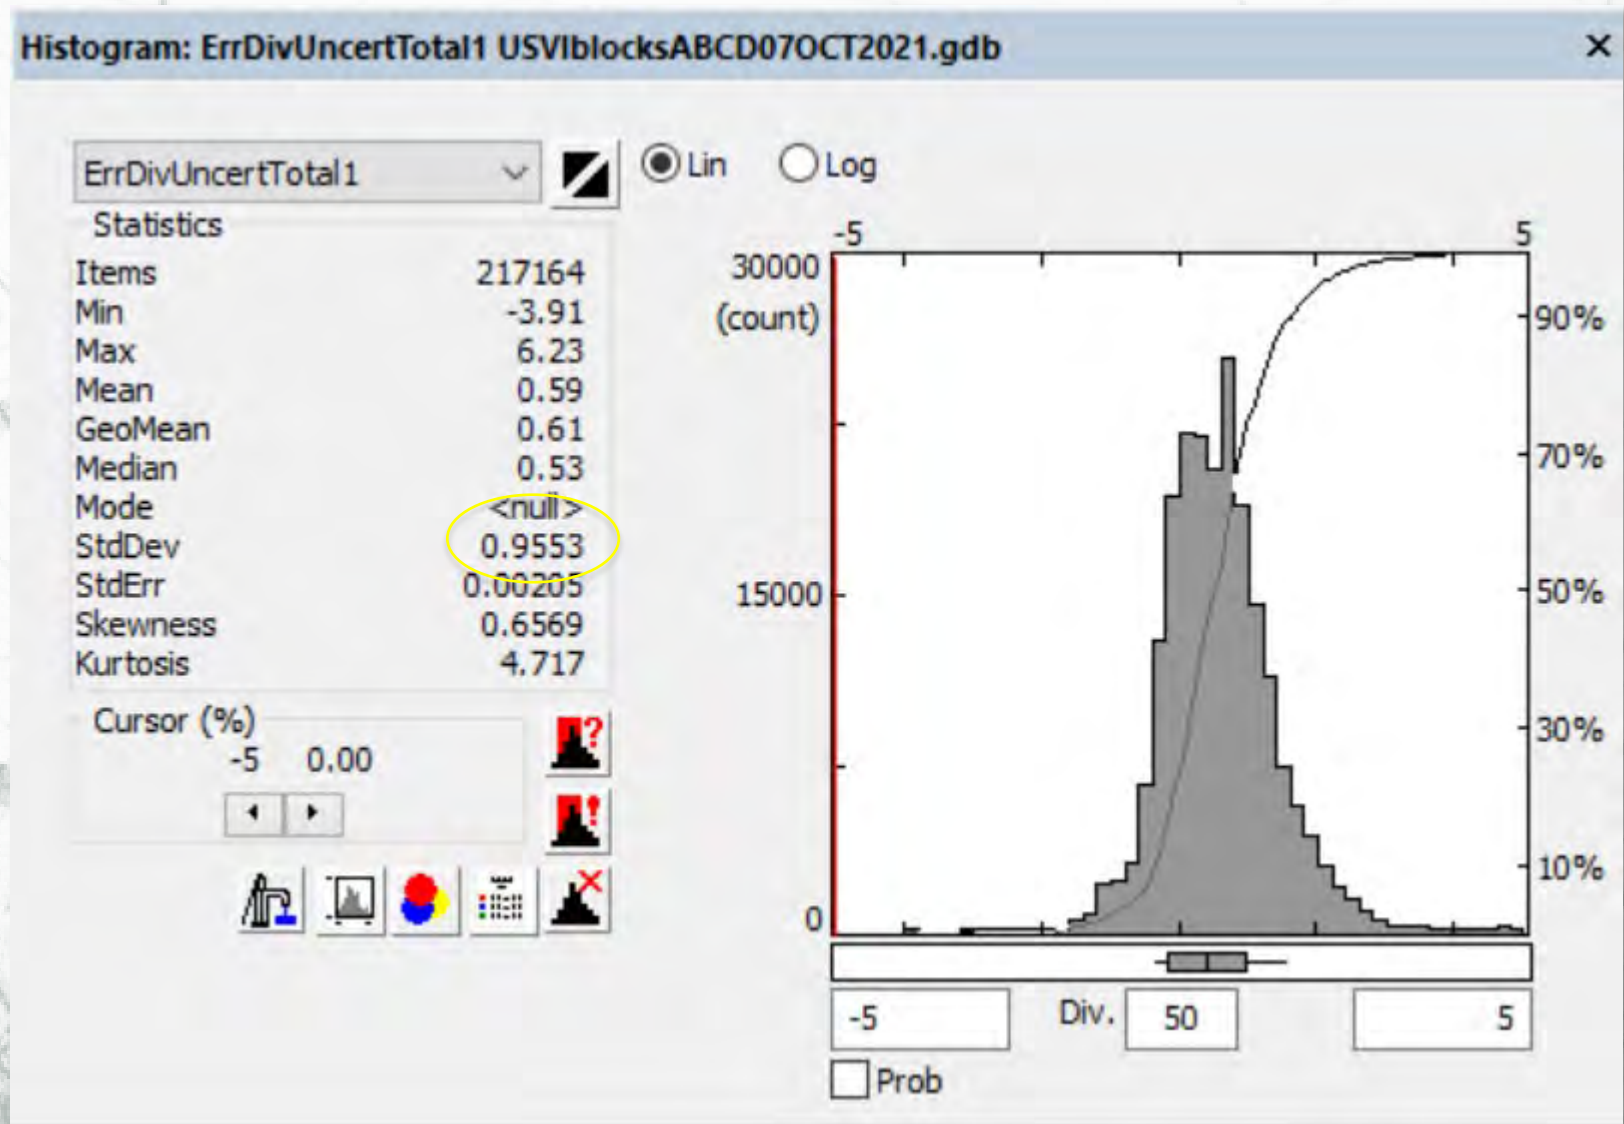 Histogram: ErrDivUncertTotal1 USVIblocksABCD07OCT2021.gdb
ErrDivUncertTotal1
Lin
Log
Statistics
Items 217164
Min -3.91
Max 6.23
Mean 0.59
GeoMean 0.61
Median 0.53
Mode <null>
StdDev 0.9553
StdErr 0.00205
Skewness 0.6569
Kurtosis 4.717
Cursor (%)
-5 0.00
-5 5
30000
(count)
15000
0
90%
70%
50%
30%
10%
-5 Div. 50 5
Prob